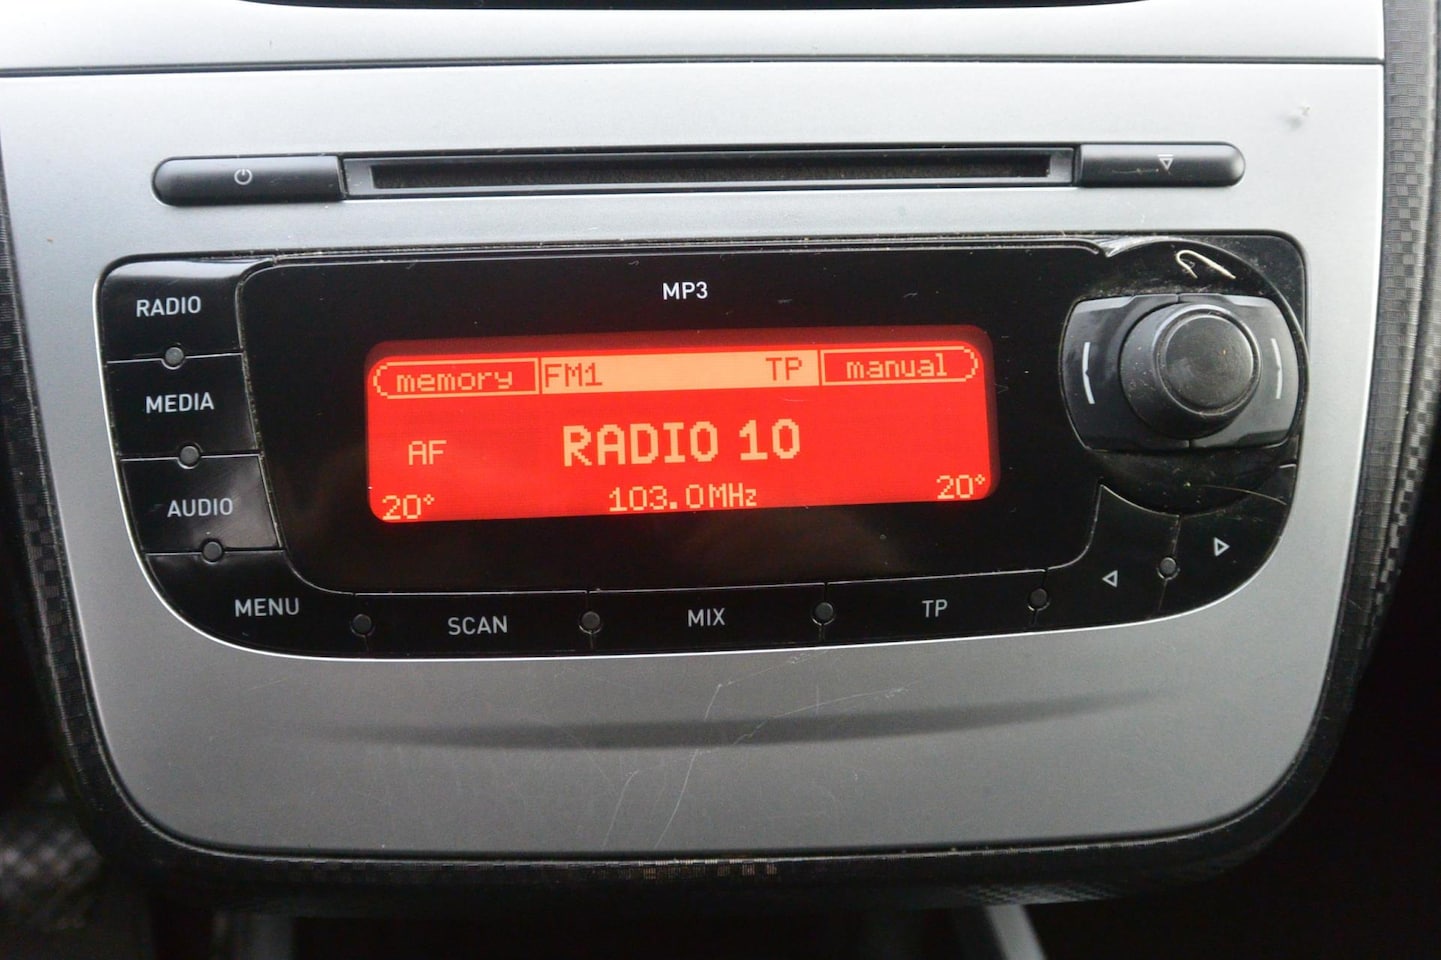 MP3
RADIO
MEDIA
AUDIO
MENU
memory FM1 TP manual
AF RADIO 10
20° 103.0MHz 20°
SCAN MIX TP